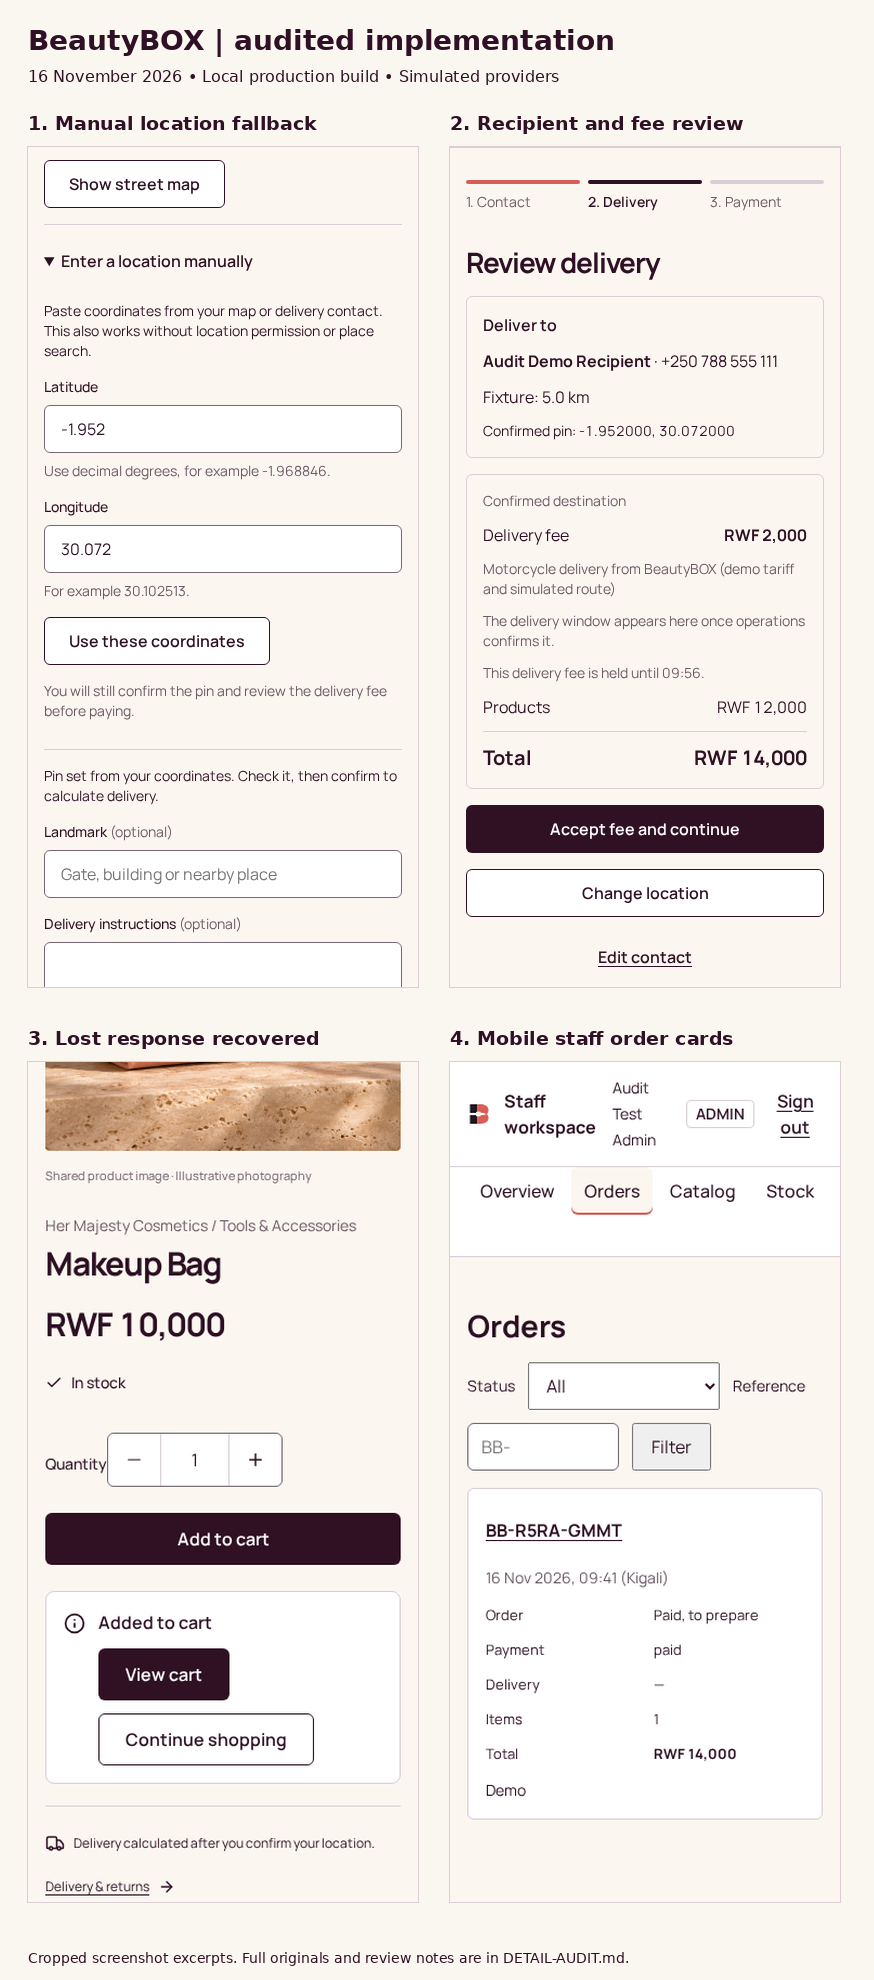 BeautyBOX | audited implementation
16 November 2026 • Local production build • Simulated providers
1. Manual location fallback
Show street map
▼ Enter a location manually
Paste coordinates from your map or delivery contact.
This also works without location permission or place
search.
Latitude
-1.952
Use decimal degrees, for example -1.968846.
Longitude
30.072
For example 30.102513.
Use these coordinates
You will still confirm the pin and review the delivery fee
before paying.
Pin set from your coordinates. Check it, then confirm to
calculate delivery.
Landmark (optional)
Gate, building or nearby place
Delivery instructions (optional)
2. Recipient and fee review
1. Contact 2. Delivery 3. Payment
Review delivery
Deliver to
Audit Demo Recipient · +250 788 555 111
Fixture: 5.0 km
Confirmed pin: -1.952000, 30.072000
Confirmed destination
Delivery fee RWF 2,000
Motorcycle delivery from BeautyBOX (demo tariff
and simulated route)
The delivery window appears here once operations
confirms it.
This delivery fee is held until 09:56.
Products RWF 12,000
Total RWF 14,000
Accept fee and continue
Change location
Edit contact
3. Lost response recovered
Shared product image · Illustrative photography
Her Majesty Cosmetics / Tools & Accessories
Makeup Bag
RWF 10,000
In stock
Quantity − 1 +
Add to cart
Added to cart
View cart
Continue shopping
Delivery calculated after you confirm your location.
Delivery & returns →
4. Mobile staff order cards
Staff
workspace
Audit
Test
Admin
ADMIN
Sign
out
Overview Orders Catalog Stock
Orders
Status All Reference
BB- Filter
BB-R5RA-GMMT
16 Nov 2026, 09:41 (Kigali)
Order Paid, to prepare
Payment paid
Delivery —
Items 1
Total RWF 14,000
Demo
Cropped screenshot excerpts. Full originals and review notes are in DETAIL-AUDIT.md.